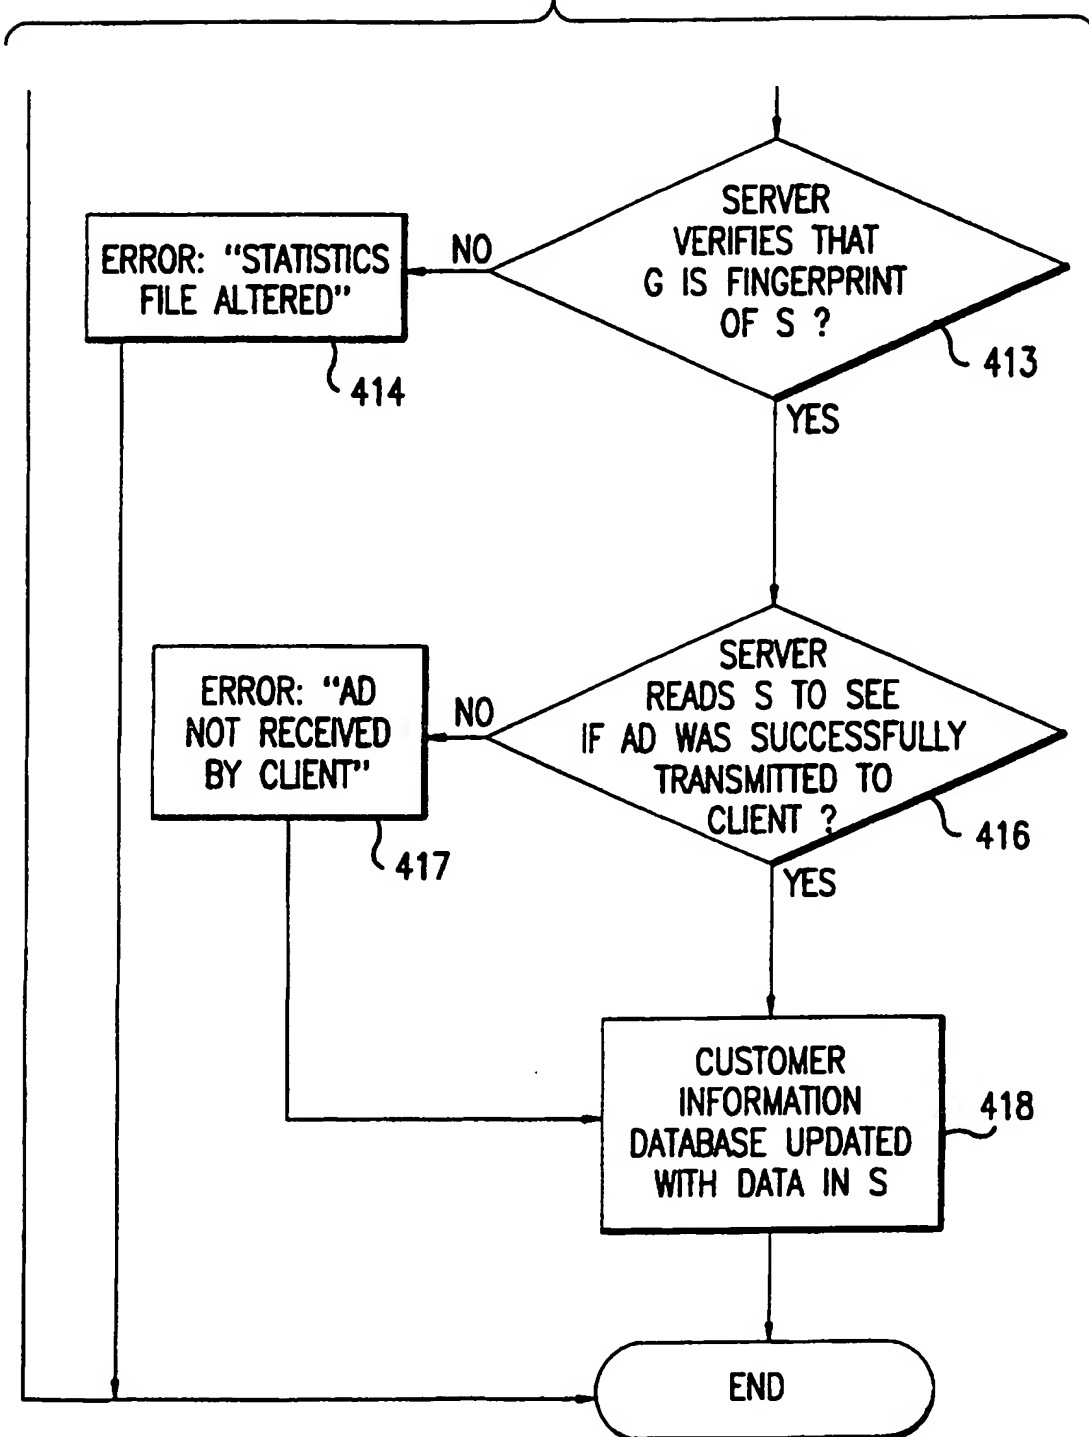 SERVER
VERIFIES THAT
G IS FINGERPRINT
OF S ?
413
NO
ERROR: “STATISTICS
FILE ALTERED”
414
YES
SERVER
READS S TO SEE
IF AD WAS SUCCESSFULLY
TRANSMITTED TO
CLIENT ?
416
NO
ERROR: “AD
NOT RECEIVED
BY CLIENT”
417
YES
CUSTOMER
INFORMATION
DATABASE UPDATED
WITH DATA IN S
418
END